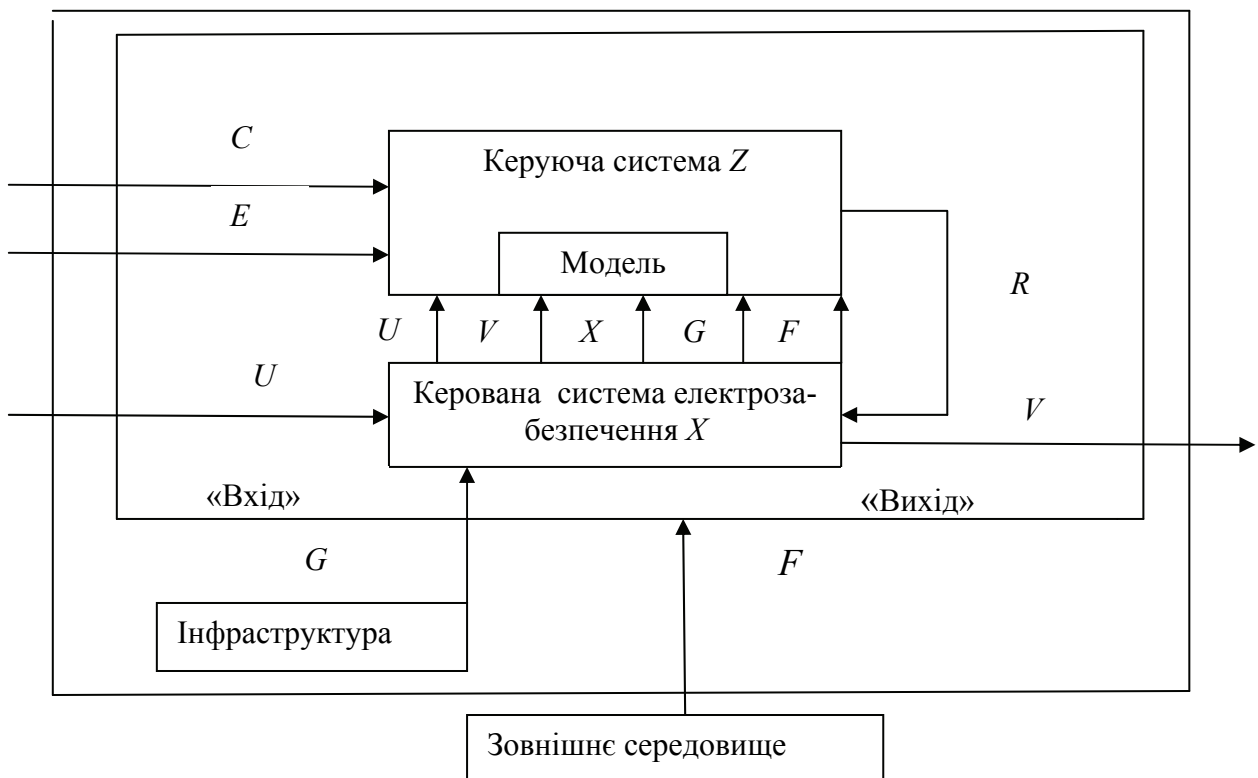 C
Керуюча система Z
E
Модель
R
U V X G F
U
Керована система електроза-
безпечення X
V
«Вхід»
«Вихід»
G
F
Інфраструктура
Зовнішнє середовище